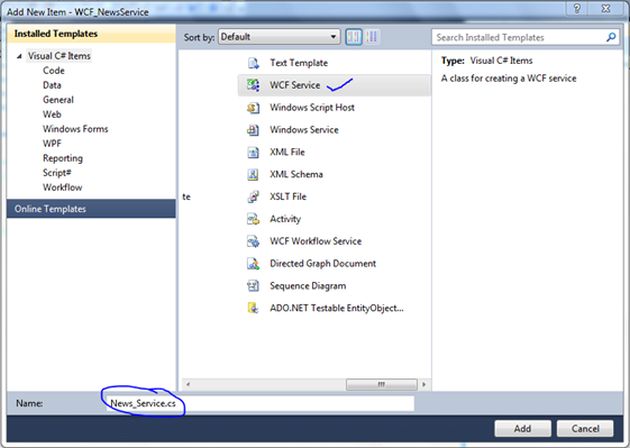 Add New Item - WCF_NewsService
Installed Templates
Visual C# Items
Code
Data
General
Web
Windows Forms
WPF
Reporting
Script#
Workflow
Online Templates
Sort by: Default
te
Text Template
WCF Service
Windows Script Host
Windows Service
XML File
XML Schema
XSLT File
Activity
WCF Workflow Service
Directed Graph Document
Sequence Diagram
ADO.NET Testable EntityObject...
Search Installed Templates
Type: Visual C# Items
A class for creating a WCF service
Name: News_Service.cs
Add Cancel